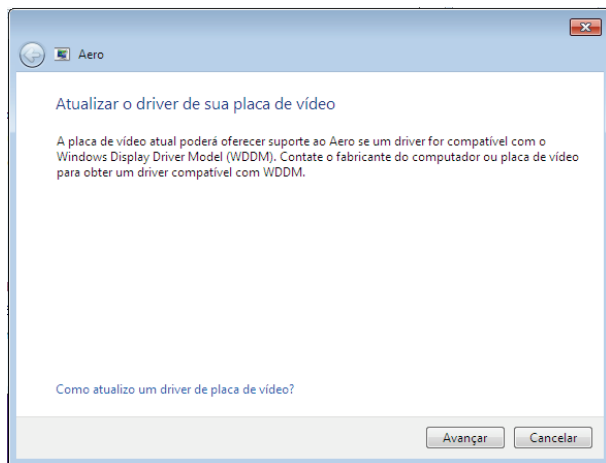 Aero
Atualizar o driver de sua placa de vídeo
A placa de vídeo atual poderá oferecer suporte ao Aero se um driver for compatível com o
Windows Display Driver Model (WDDM). Contate o fabricante do computador ou placa de vídeo
para obter um driver compatível com WDDM.
Como atualizo um driver de placa de vídeo?
Avançar
Cancelar